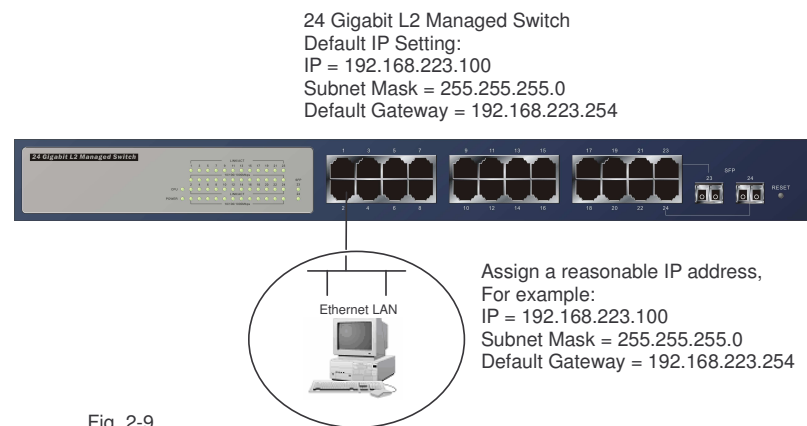 24 Gigabit L2 Managed Switch
Default IP Setting:
IP = 192.168.223.100
Subnet Mask = 255.255.255.0
Default Gateway = 192.168.223.254
24 Gigabit L2 Managed Switch
CPU
POWER
SFP
1 3 5 7 9 11 13 15 17 19 21 23
SFP
23 24
RESET
2 4 6 8 10 12 14 16 18 20 22 24
Ethernet LAN
Assign a reasonable IP address,
For example:
IP = 192.168.223.100
Subnet Mask = 255.255.255.0
Default Gateway = 192.168.223.254
Fig. 2-9